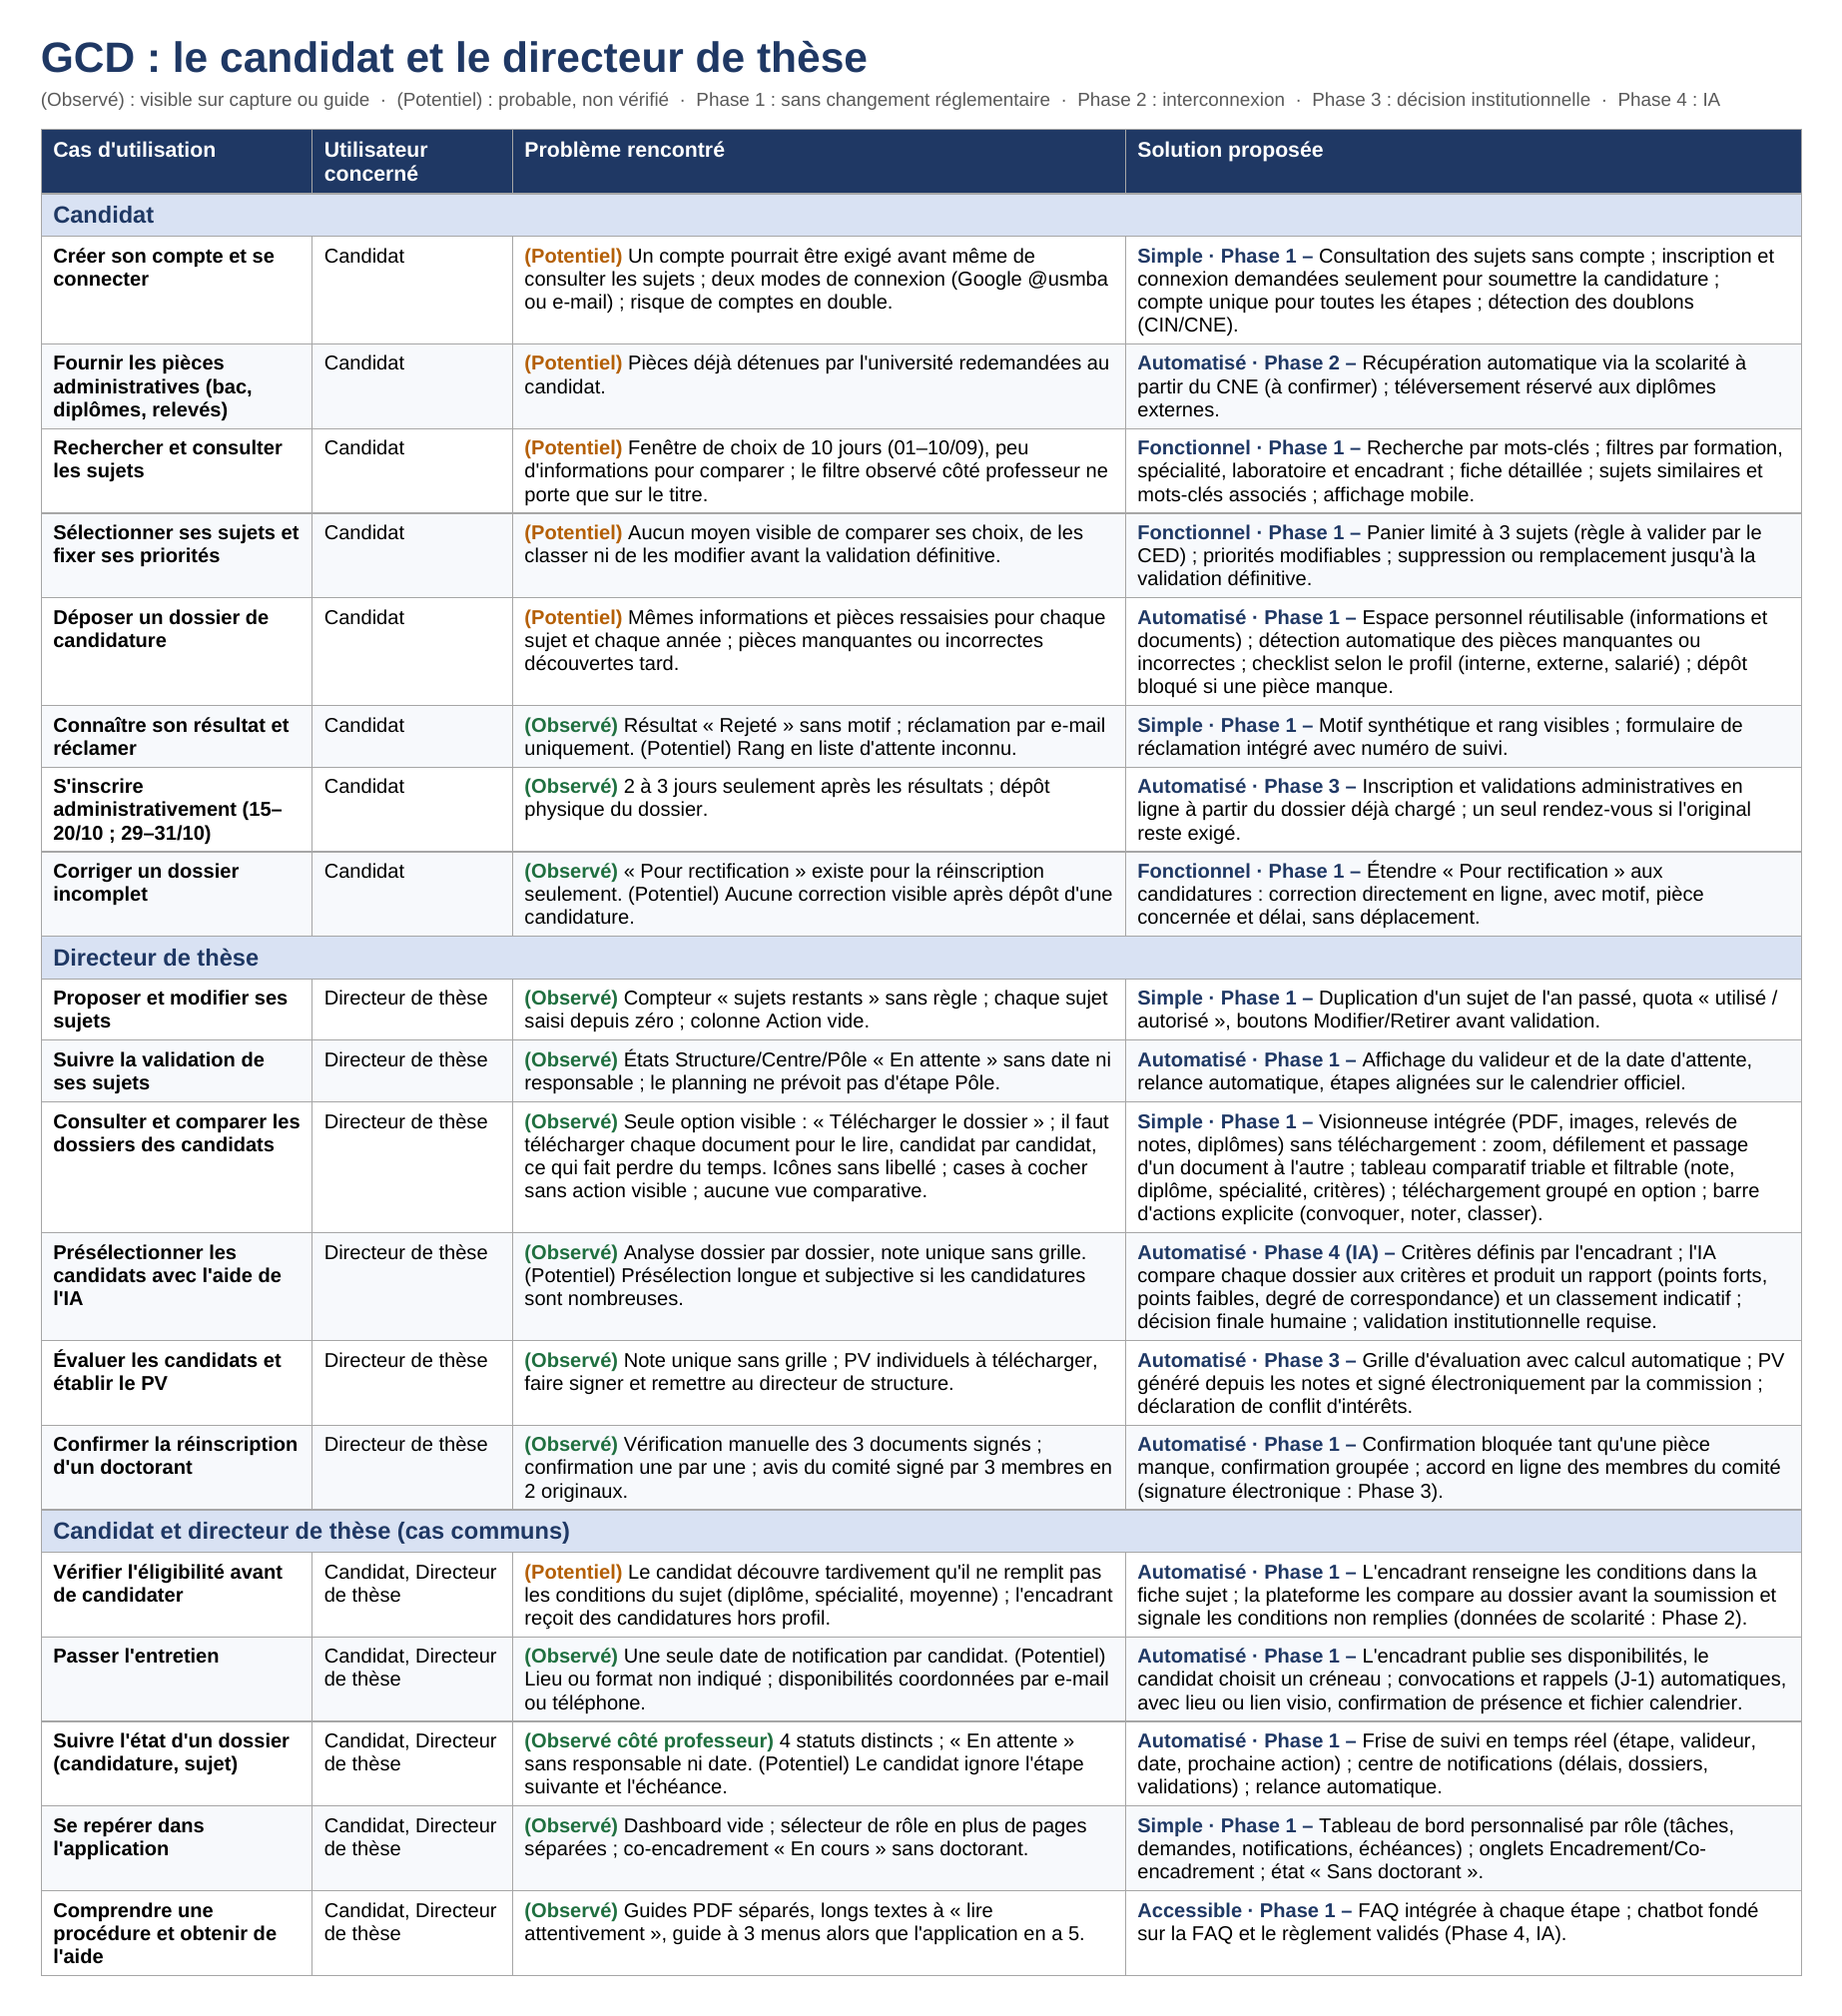 GCD : le candidat et le directeur de thèse
(Observé) : visible sur capture ou guide · (Potentiel) : probable, non vérifié · Phase 1 : sans changement réglementaire · Phase 2 : interconnexion · Phase 3 : décision institutionnelle · Phase 4 : IA
Cas d'utilisation
Utilisateur
concerné
Problème rencontré
Solution proposée
Candidat
Créer son compte et se
connecter
Candidat
(Potentiel) Un compte pourrait être exigé avant même de
consulter les sujets ; deux modes de connexion (Google @usmba
ou e-mail) ; risque de comptes en double.
Simple · Phase 1 – Consultation des sujets sans compte ; inscription et
connexion demandées seulement pour soumettre la candidature ;
compte unique pour toutes les étapes ; détection des doublons
(CIN/CNE).
Fournir les pièces
administratives (bac,
diplômes, relevés)
Candidat
(Potentiel) Pièces déjà détenues par l'université redemandées au
candidat.
Automatisé · Phase 2 – Récupération automatique via la scolarité à
partir du CNE (à confirmer) ; téléversement réservé aux diplômes
externes.
Rechercher et consulter
les sujets
Candidat
(Potentiel) Fenêtre de choix de 10 jours (01–10/09), peu
d'informations pour comparer ; le filtre observé côté professeur ne
porte que sur le titre.
Fonctionnel · Phase 1 – Recherche par mots-clés ; filtres par formation,
spécialité, laboratoire et encadrant ; fiche détaillée ; sujets similaires et
mots-clés associés ; affichage mobile.
Sélectionner ses sujets et
fixer ses priorités
Candidat
(Potentiel) Aucun moyen visible de comparer ses choix, de les
classer ni de les modifier avant la validation définitive.
Fonctionnel · Phase 1 – Panier limité à 3 sujets (règle à valider par le
CED) ; priorités modifiables ; suppression ou remplacement jusqu'à la
validation définitive.
Déposer un dossier de
candidature
Candidat
(Potentiel) Mêmes informations et pièces ressaisies pour chaque
sujet et chaque année ; pièces manquantes ou incorrectes
découvertes tard.
Automatisé · Phase 1 – Espace personnel réutilisable (informations et
documents) ; détection automatique des pièces manquantes ou
incorrectes ; checklist selon le profil (interne, externe, salarié) ; dépôt
bloqué si une pièce manque.
Connaître son résultat et
réclamer
Candidat
(Observé) Résultat « Rejeté » sans motif ; réclamation par e-mail
uniquement. (Potentiel) Rang en liste d'attente inconnu.
Simple · Phase 1 – Motif synthétique et rang visibles ; formulaire de
réclamation intégré avec numéro de suivi.
S'inscrire
administrativement (15–
20/10 ; 29–31/10)
Candidat
(Observé) 2 à 3 jours seulement après les résultats ; dépôt
physique du dossier.
Automatisé · Phase 3 – Inscription et validations administratives en
ligne à partir du dossier déjà chargé ; un seul rendez-vous si l'original
reste exigé.
Corriger un dossier
incomplet
Candidat
(Observé) « Pour rectification » existe pour la réinscription
seulement. (Potentiel) Aucune correction visible après dépôt d'une
candidature.
Fonctionnel · Phase 1 – Étendre « Pour rectification » aux
candidatures : correction directement en ligne, avec motif, pièce
concernée et délai, sans déplacement.
Directeur de thèse
Proposer et modifier ses
sujets
Directeur de thèse
(Observé) Compteur « sujets restants » sans règle ; chaque sujet
saisi depuis zéro ; colonne Action vide.
Simple · Phase 1 – Duplication d'un sujet de l'an passé, quota « utilisé /
autorisé », boutons Modifier/Retirer avant validation.
Suivre la validation de
ses sujets
Directeur de thèse
(Observé) États Structure/Centre/Pôle « En attente » sans date ni
responsable ; le planning ne prévoit pas d'étape Pôle.
Automatisé · Phase 1 – Affichage du valideur et de la date d'attente,
relance automatique, étapes alignées sur le calendrier officiel.
Consulter et comparer les
dossiers des candidats
Directeur de thèse
(Observé) Seule option visible : « Télécharger le dossier » ; il faut
télécharger chaque document pour le lire, candidat par candidat,
ce qui fait perdre du temps. Icônes sans libellé ; cases à cocher
sans action visible ; aucune vue comparative.
Simple · Phase 1 – Visionneuse intégrée (PDF, images, relevés de
notes, diplômes) sans téléchargement : zoom, défilement et passage
d'un document à l'autre ; tableau comparatif triable et filtrable (note,
diplôme, spécialité, critères) ; téléchargement groupé en option ; barre
d'actions explicite (convoquer, noter, classer).
Présélectionner les
candidats avec l'aide de
l'IA
Directeur de thèse
(Observé) Analyse dossier par dossier, note unique sans grille.
(Potentiel) Présélection longue et subjective si les candidatures
sont nombreuses.
Automatisé · Phase 4 (IA) – Critères définis par l'encadrant ; l'IA
compare chaque dossier aux critères et produit un rapport (points forts,
points faibles, degré de correspondance) et un classement indicatif ;
décision finale humaine ; validation institutionnelle requise.
Évaluer les candidats et
établir le PV
Directeur de thèse
(Observé) Note unique sans grille ; PV individuels à télécharger,
faire signer et remettre au directeur de structure.
Automatisé · Phase 3 – Grille d'évaluation avec calcul automatique ; PV
généré depuis les notes et signé électroniquement par la commission ;
déclaration de conflit d'intérêts.
Confirmer la réinscription
d'un doctorant
Directeur de thèse
(Observé) Vérification manuelle des 3 documents signés ;
confirmation une par une ; avis du comité signé par 3 membres en
2 originaux.
Automatisé · Phase 1 – Confirmation bloquée tant qu'une pièce
manque, confirmation groupée ; accord en ligne des membres du comité
(signature électronique : Phase 3).
Candidat et directeur de thèse (cas communs)
Vérifier l'éligibilité avant
de candidater
Candidat, Directeur
de thèse
(Potentiel) Le candidat découvre tardivement qu'il ne remplit pas
les conditions du sujet (diplôme, spécialité, moyenne) ; l'encadrant
reçoit des candidatures hors profil.
Automatisé · Phase 1 – L'encadrant renseigne les conditions dans la
fiche sujet ; la plateforme les compare au dossier avant la soumission et
signale les conditions non remplies (données de scolarité : Phase 2).
Passer l'entretien
Candidat, Directeur
de thèse
(Observé) Une seule date de notification par candidat. (Potentiel)
Lieu ou format non indiqué ; disponibilités coordonnées par e-mail
ou téléphone.
Automatisé · Phase 1 – L'encadrant publie ses disponibilités, le
candidat choisit un créneau ; convocations et rappels (J-1) automatiques,
avec lieu ou lien visio, confirmation de présence et fichier calendrier.
Suivre l'état d'un dossier
(candidature, sujet)
Candidat, Directeur
de thèse
(Observé côté professeur) 4 statuts distincts ; « En attente »
sans responsable ni date. (Potentiel) Le candidat ignore l'étape
suivante et l'échéance.
Automatisé · Phase 1 – Frise de suivi en temps réel (étape, valideur,
date, prochaine action) ; centre de notifications (délais, dossiers,
validations) ; relance automatique.
Se repérer dans
l'application
Candidat, Directeur
de thèse
(Observé) Dashboard vide ; sélecteur de rôle en plus de pages
séparées ; co-encadrement « En cours » sans doctorant.
Simple · Phase 1 – Tableau de bord personnalisé par rôle (tâches,
demandes, notifications, échéances) ; onglets Encadrement/Co-
encadrement ; état « Sans doctorant ».
Comprendre une
procédure et obtenir de
l'aide
Candidat, Directeur
de thèse
(Observé) Guides PDF séparés, longs textes à « lire
attentivement », guide à 3 menus alors que l'application en a 5.
Accessible · Phase 1 – FAQ intégrée à chaque étape ; chatbot fondé
sur la FAQ et le règlement validés (Phase 4, IA).